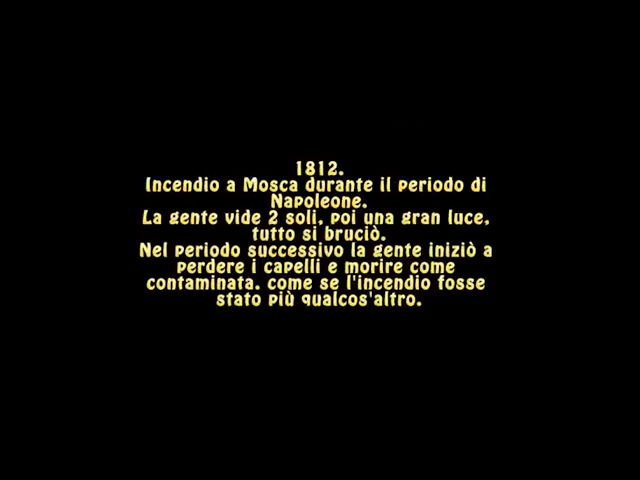 1812.
Incendio a Mosca durante il periodo di
Napoleone.
La gente vide 2 soli, poi una gran luce,
tutto si bruciò.
Nel periodo successivo la gente iniziò a
perdere i capelli e morire come
contaminata. come se l'incendio fosse
stato più qualcos'altro.